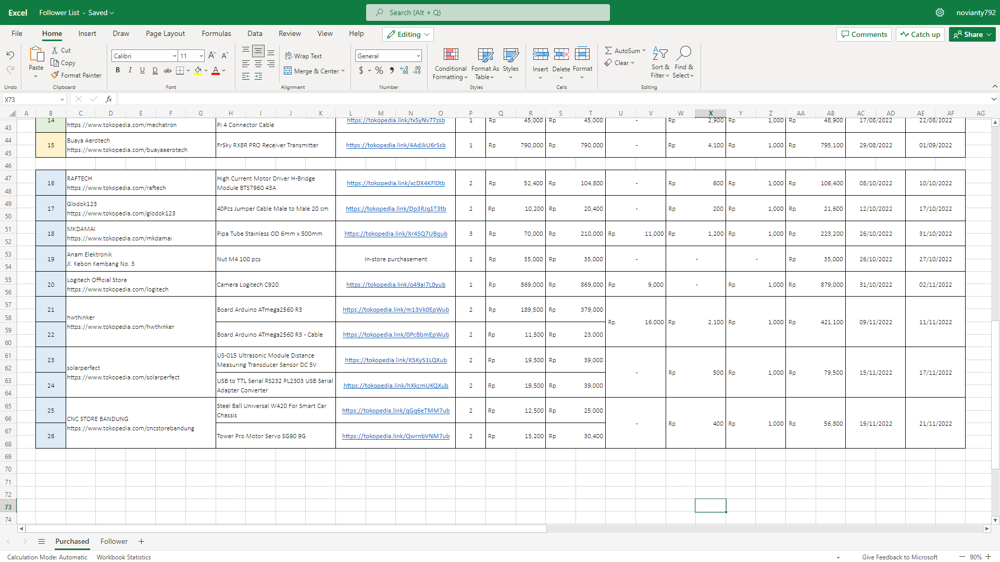 Excel Follower List - Saved Search (Alt + Q) novianty792
File Home Insert Draw Page Layout Formulas Data Review View Help Editing Comments Catch up Share
Paste Cut Copy Format Painter
Calibri 11
B I U D ab A
Wrap Text
Merge & Center
General
$ % 9 .00 .00
Conditional Formatting Format As Table Styles
Insert Delete Format
AutoSum Clear
Sort & Filter Find & Select
Undo Clipboard Font Alignment Number Styles Cells Editing
X73 fx
A B C D E F G H I J K L M N O P Q R S T U V W X Y Z AA AB AC AD AE AF AG
43 14 https://www.tokopedia.com/mechatron Pi 4 Connector Cable https://tokopedia.link/fxSyNv77zsb 1 Rp 45,000 Rp 45,000 - Rp 2,900 Rp 1,000 Rp 48,900 17/08/2022 22/08/2022
44 Buaya Aerotech
45 15 https://www.tokopedia.com/buayaaerotech FrSky RX8R PRO Receiver Transmitter https://tokopedia.link/4AdJkU6rSsb 1 Rp 790,000 Rp 790,000 - Rp 4,100 Rp 1,000 Rp 795,100 29/08/2022 01/09/2022
46
47 RAFTECH High Current Motor Driver H-Bridge
48 16 https://www.tokopedia.com/raftech Module BTS7960 43A https://tokopedia.link/xcDX4KFl0tb 2 Rp 52,400 Rp 104,800 - Rp 600 Rp 1,000 Rp 106,400 08/10/2022 10/10/2022
49 Glodok123
50 17 https://www.tokopedia.com/glodok123 40Pcs Jumper Cable Male to Male 20 cm https://tokopedia.link/Dp3RJq1T3tb 2 Rp 10,200 Rp 20,400 - Rp 200 Rp 1,000 Rp 21,600 12/10/2022 17/10/2022
51 MKDAMAI
52 18 https://www.tokopedia.com/mkdamai Pipa Tube Stainless OD 6mm x 500mm https://tokopedia.link/Xr4SQ7UBqub 3 Rp 70,000 Rp 210,000 Rp 11,000 Rp 1,200 Rp 1,000 Rp 223,200 26/10/2022 31/10/2022
53 Anam Elektronik
54 19 Jl. Kebon Kembang No. 3 Nut M4 100 pcs In-store purchasement 1 Rp 35,000 Rp 35,000 - - - Rp 35,000 26/10/2022 27/10/2022
55 Logitech Official Store
56 20 https://www.tokopedia.com/logitech Camera Logitech C920 https://tokopedia.link/o49aI7L0yub 1 Rp 869,000 Rp 869,000 Rp 9,000 - Rp 1,000 Rp 879,000 31/10/2022 02/11/2022
57 21 Board Arduino ATmega2560 R3 https://tokopedia.link/m13Vk0EpWub 2 Rp 189,500 Rp 379,000
58 hwthinker
59 https://www.tokopedia.com/hwthinker Rp 16,000 Rp 2,100 Rp 1,000 Rp 421,100 09/11/2022 11/11/2022
60 22 Board Arduino ATmega2560 R3 - Cable https://tokopedia.link/0PcBbmEpWub 2 Rp 11,500 Rp 23,000
61 US-015 Ultrasonic Module Distance
62 23 Measuring Transducer Sensor DC 5V https://tokopedia.link/K5Ky51LQXub 2 Rp 19,500 Rp 39,000
solarperfect
63 https://www.tokopedia.com/solarperfect - Rp 500 Rp 1,000 Rp 79,500 15/11/2022 17/11/2022
USB to TTL Serial RS232 PL2303 USB Serial
64 24 Adapter Converter https://tokopedia.link/hXkcmUKQXub 2 Rp 19,500 Rp 39,000
65 Steel Ball Universal W420 For Smart Car
66 25 Chassis https://tokopedia.link/qGq6eTMM7ub 2 Rp 12,500 Rp 25,000
CNC STORE BANDUNG
67 https://www.tokopedia.com/cncstorebandung - Rp 400 Rp 1,000 Rp 56,800 19/11/2022 21/11/2022
68 26 Tower Pro Motor Servo SG90 9G https://tokopedia.link/QwrnbVNM7ub 2 Rp 15,200 Rp 30,400
69
70
71
72
73
74
Purchased Follower +
Calculation Mode: Automatic Workbook Statistics Give Feedback to Microsoft 90%